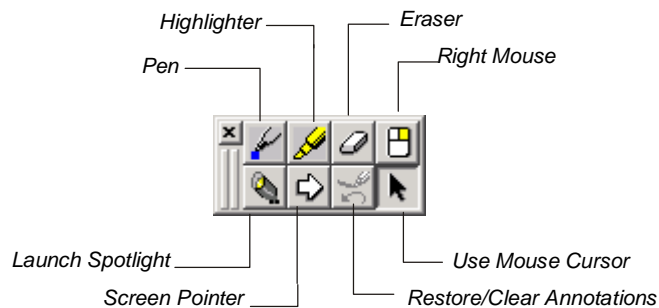 Highlighter
Eraser
Pen
Right Mouse
Launch Spotlight
Use Mouse Cursor
Screen Pointer
Restore/Clear Annotations